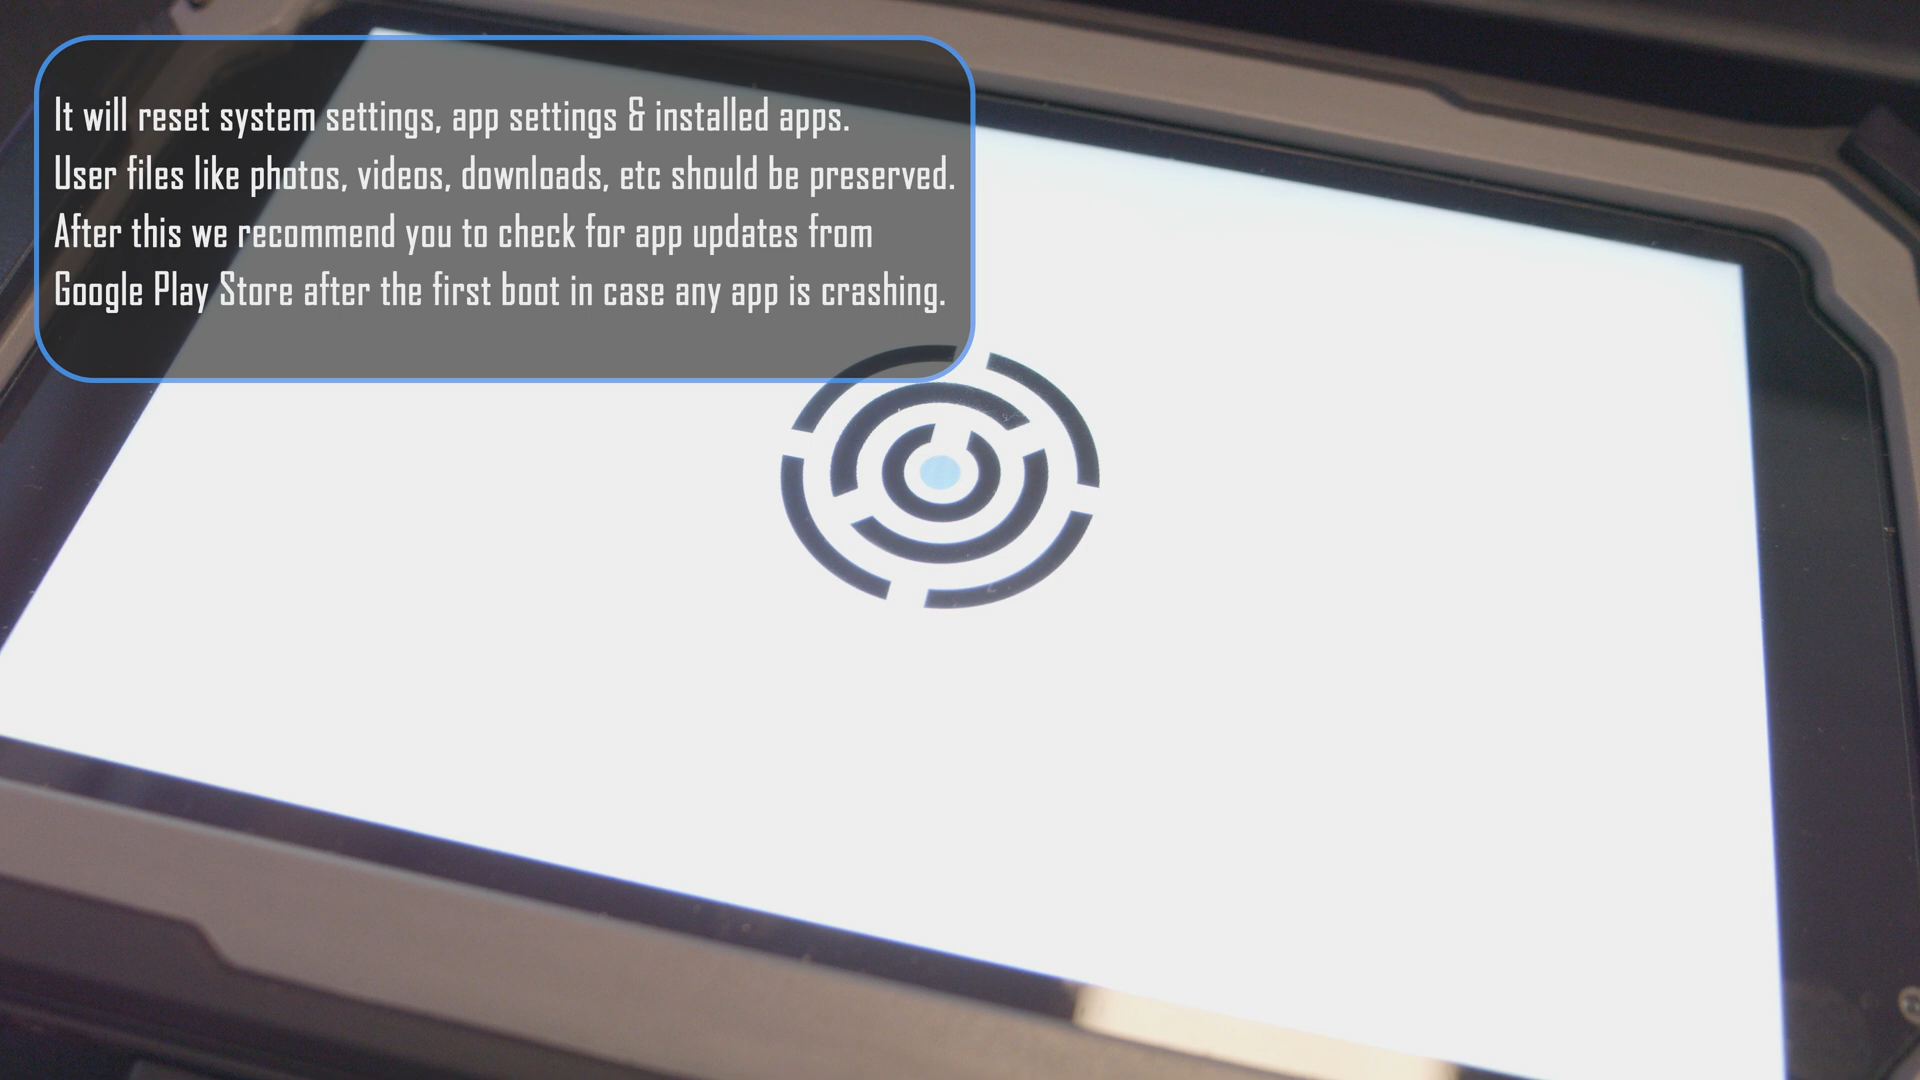 It will reset system settings, app settings & installed apps.
User files like photos, videos, downloads, etc should be preserved.
After this we recommend you to check for app updates from
Google Play Store after the first boot in case any app is crashing.